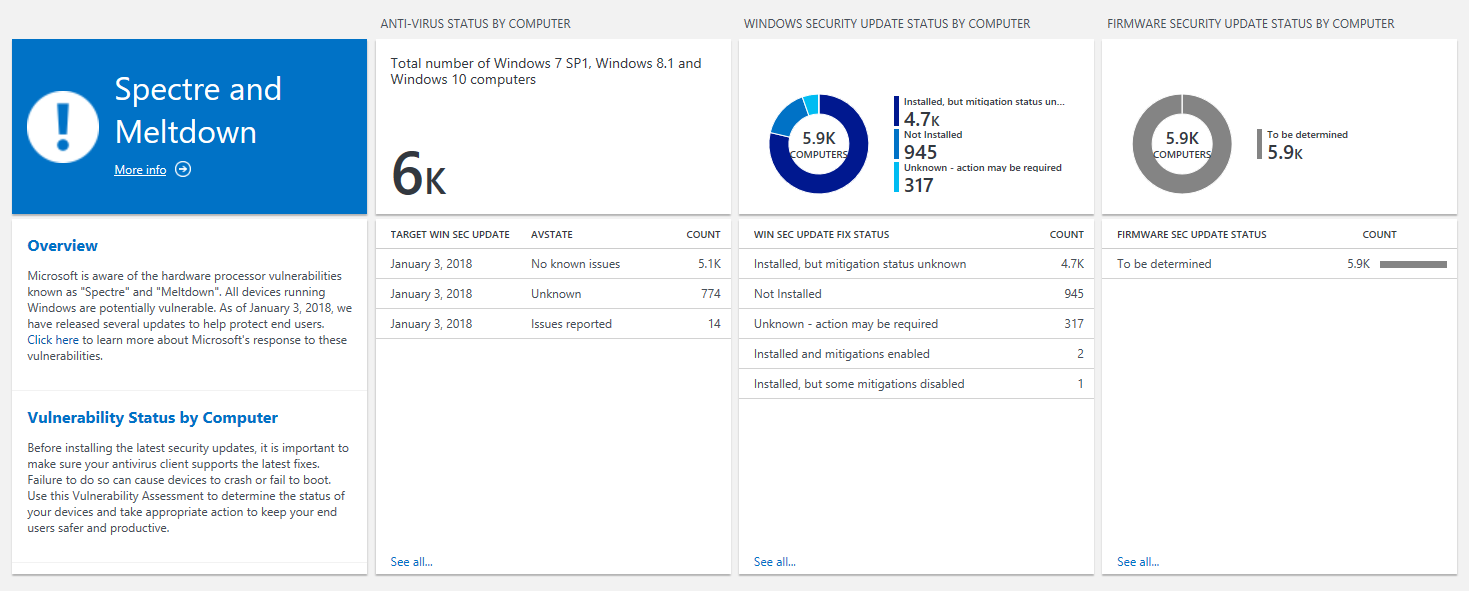 ANTI-VIRUS STATUS BY COMPUTER
WINDOWS SECURITY UPDATE STATUS BY COMPUTER
FIRMWARE SECURITY UPDATE STATUS BY COMPUTER
!
Spectre and
Meltdown
More info
Overview
Microsoft is aware of the hardware processor vulnerabilities
known as "Spectre" and "Meltdown". All devices running
Windows are potentially vulnerable. As of January 3, 2018, we
have released several updates to help protect end users.
Click here to learn more about Microsoft's response to these
vulnerabilities.
Vulnerability Status by Computer
Before installing the latest security updates, it is important to
make sure your antivirus client supports the latest fixes.
Failure to do so can cause devices to crash or fail to boot.
Use this Vulnerability Assessment to determine the status of
your devices and take appropriate action to keep your end
users safer and productive.
Total number of Windows 7 SP1, Windows 8.1 and
Windows 10 computers
6K
TARGET WIN SEC UPDATE AVSTATE COUNT
January 3, 2018 No known issues 5.1K
January 3, 2018 Unknown 774
January 3, 2018 Issues reported 14
See all...
5.9K
COMPUTERS
Installed, but mitigation status un...
4.7K
Not Installed
945
Unknown - action may be required
317
WIN SEC UPDATE FIX STATUS COUNT
Installed, but mitigation status unknown 4.7K
Not Installed 945
Unknown - action may be required 317
Installed and mitigations enabled 2
Installed, but some mitigations disabled 1
See all...
5.9K
COMPUTERS
To be determined
5.9K
FIRMWARE SEC UPDATE STATUS COUNT
To be determined 5.9K
See all...